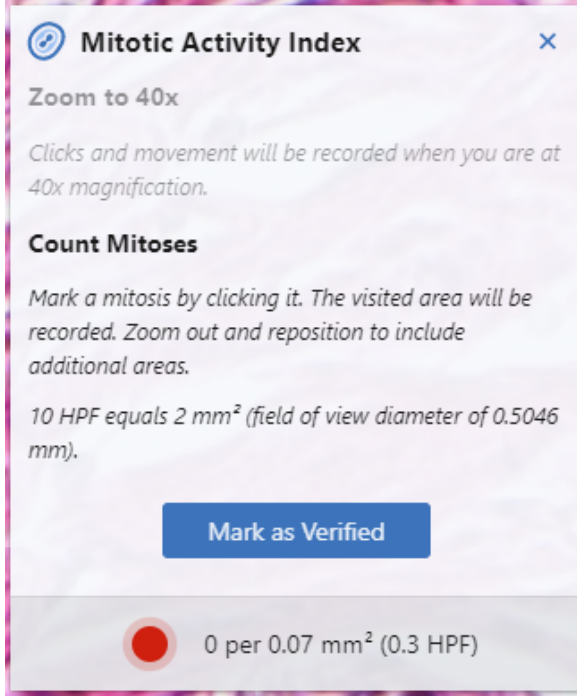 Mitotic Activity Index
Zoom to 40x
Clicks and movement will be recorded when you are at
40x magnification.
Count Mitoses
Mark a mitosis by clicking it. The visited area will be
recorded. Zoom out and reposition to include
additional areas.
10 HPF equals 2 mm² (field of view diameter of 0.5046
mm).
Mark as Verified
0 per 0.07 mm² (0.3 HPF)